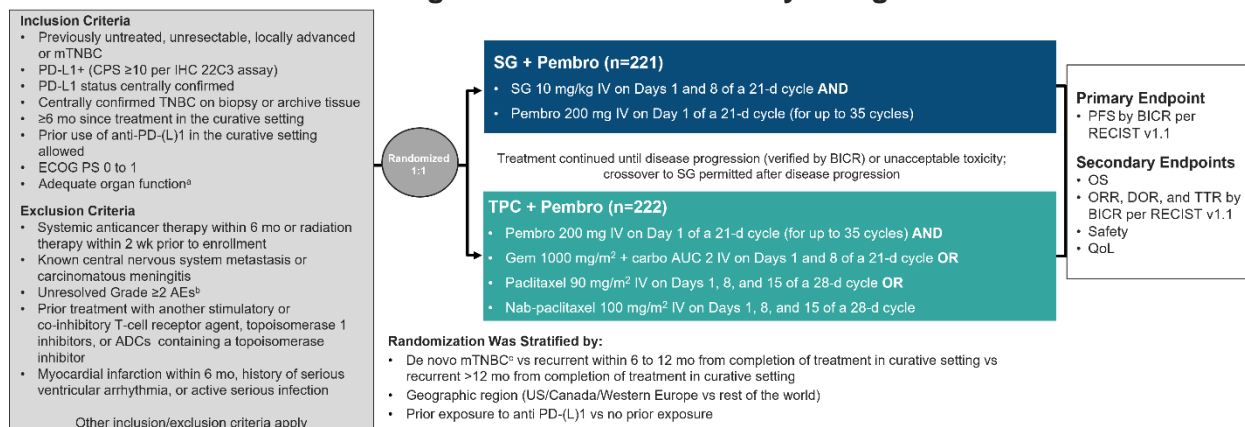 Inclusion Criteria
• Previously untreated, unresectable, locally advanced
or mTNBC
• PD-L1+ (CPS ≥10 per IHC 22C3 assay)
• PD-L1 status centrally confirmed
• Centrally confirmed TNBC on biopsy or archive tissue
• ≥6 mo since treatment in the curative setting
• Prior use of anti-PD-(L)1 in the curative setting
allowed
• ECOG PS 0 to 1
• Adequate organ functionᵃ
Exclusion Criteria
• Systemic anticancer therapy within 6 mo or radiation
therapy within 2 wk prior to enrollment
• Known central nervous system metastasis or
carcinomatous meningitis
• Unresolved Grade ≥2 AEsᵇ
• Prior treatment with another stimulatory or
co-inhibitory T-cell receptor agent, topoisomerase 1
inhibitors, or ADCs containing a topoisomerase
inhibitor
• Myocardial infarction within 6 mo, history of serious
ventricular arrhythmia, or active serious infection
Other inclusion/exclusion criteria apply
Randomized
1:1
SG + Pembro (n=221)
• SG 10 mg/kg IV on Days 1 and 8 of a 21-d cycle AND
• Pembro 200 mg IV on Day 1 of a 21-d cycle (for up to 35 cycles)
Treatment continued until disease progression (verified by BICR) or unacceptable toxicity;
crossover to SG permitted after disease progression
TPC + Pembro (n=222)
• Pembro 200 mg IV on Day 1 of a 21-d cycle (for up to 35 cycles) AND
• Gem 1000 mg/m² + carbo AUC 2 IV on Days 1 and 8 of a 21-d cycle OR
• Paclitaxel 90 mg/m² IV on Days 1, 8, and 15 of a 28-d cycle OR
• Nab-paclitaxel 100 mg/m² IV on Days 1, 8, and 15 of a 28-d cycle
Randomization Was Stratified by:
• De novo mTNBCᶜ vs recurrent within 6 to 12 mo from completion of treatment in curative setting vs
recurrent >12 mo from completion of treatment in curative setting
• Geographic region (US/Canada/Western Europe vs rest of the world)
• Prior exposure to anti PD-(L)1 vs no prior exposure
Primary Endpoint
• PFS by BICR per
RECIST v1.1
Secondary Endpoints
• OS
• ORR, DOR, and TTR by
BICR per RECIST v1.1
• Safety
• QoL